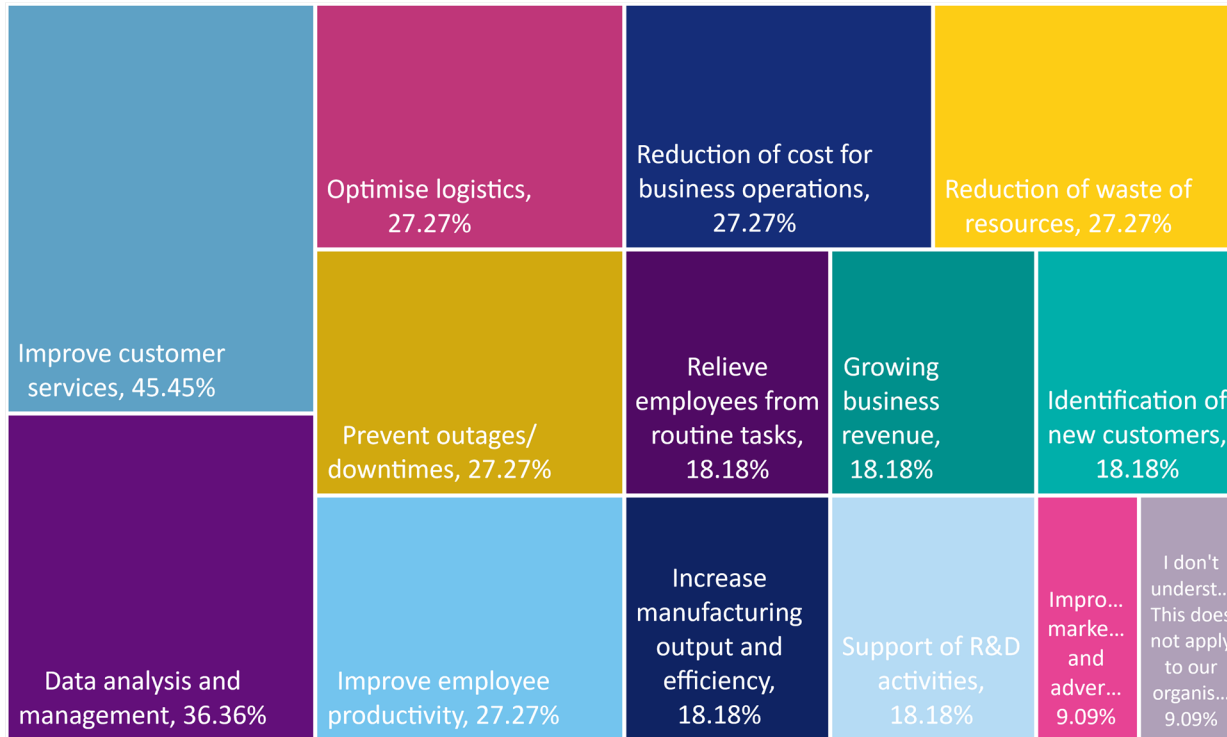 Improve customer
services, 45.45%
Data analysis and
management, 36.36%
Optimise logistics,
27.27%
Prevent outages/
downtimes, 27.27%
Improve employee
productivity, 27.27%
Reduction of cost for
business operations,
27.27%
Reduction of waste of
resources, 27.27%
Relieve
employees from
routine tasks,
18.18%
Growing
business
revenue,
18.18%
Identification of
new customers,
18.18%
Increase
manufacturing
output and
efficiency,
18.18%
Support of R&D
activities,
18.18%
Impro...
marke...
and
adver...
9.09%
I don't
underst...
This does
not apply
to our
organis...
9.09%